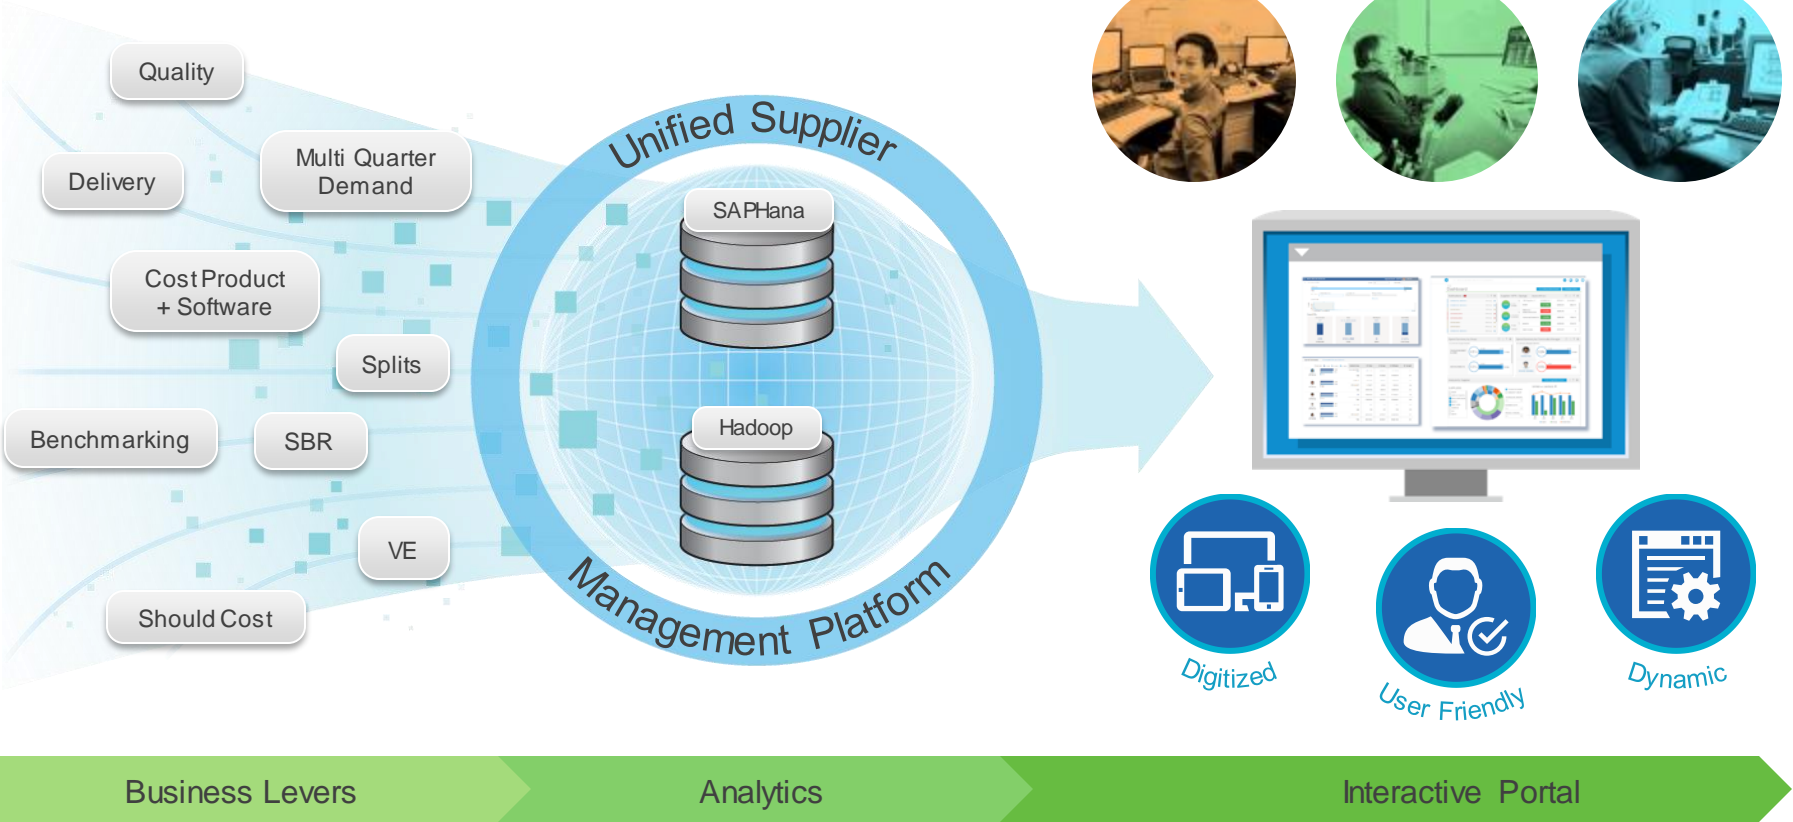 Quality
Delivery
Multi Quarter
Demand
Cost Product
+ Software
Splits
Benchmarking
SBR
VE
Should Cost
Unified Supplier
SAPHana
Hadoop
Management Platform
Digitized
User Friendly
Dynamic
Business Levers
Analytics
Interactive Portal